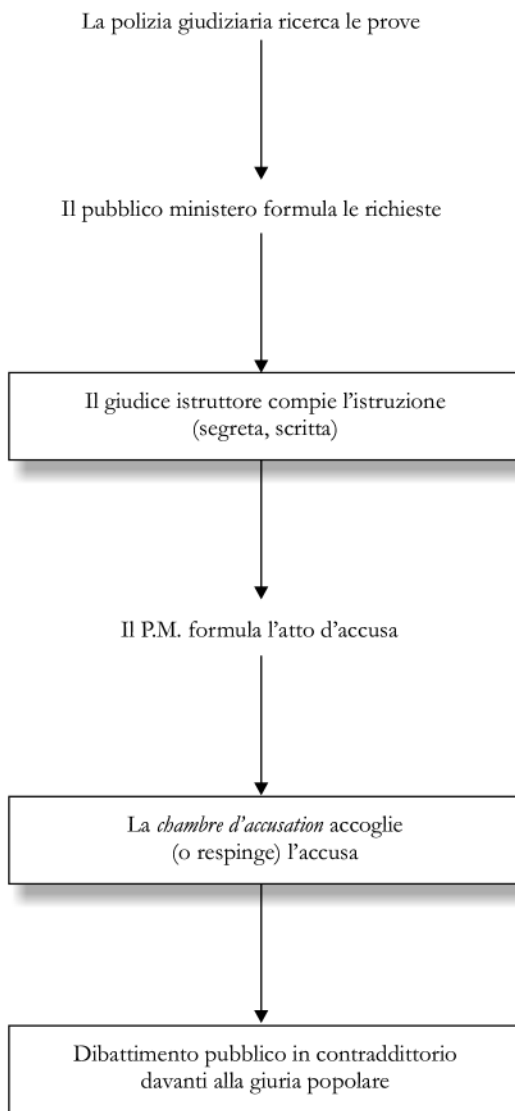 La polizia giudiziaria ricerca le prove
Il pubblico ministero formula le richieste
Il giudice istruttore compie l’istruzione
(segreta, scritta)
Il P.M. formula l’atto d’accusa
La chambre d’accusation accoglie
(o respinge) l’accusa
Dibattimento pubblico in contraddittorio
davanti alla giuria popolare